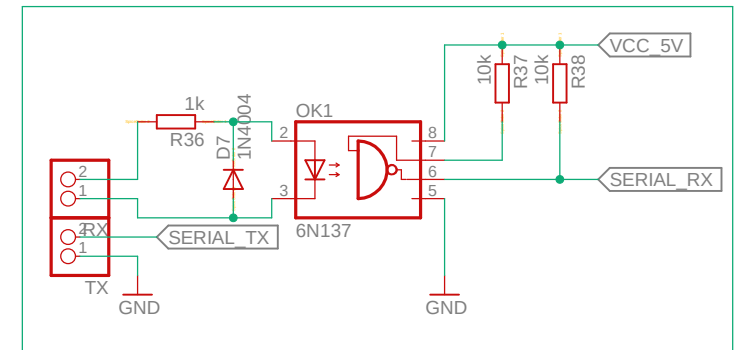 VCC_5V
10k
R37
10k
R38
1k
R36
D7
1N4004
OK1
2
8
7
3
6
5
SERIAL_RX
2
1
RX
2
SERIAL_TX
1
6N137
TX
GND
GND